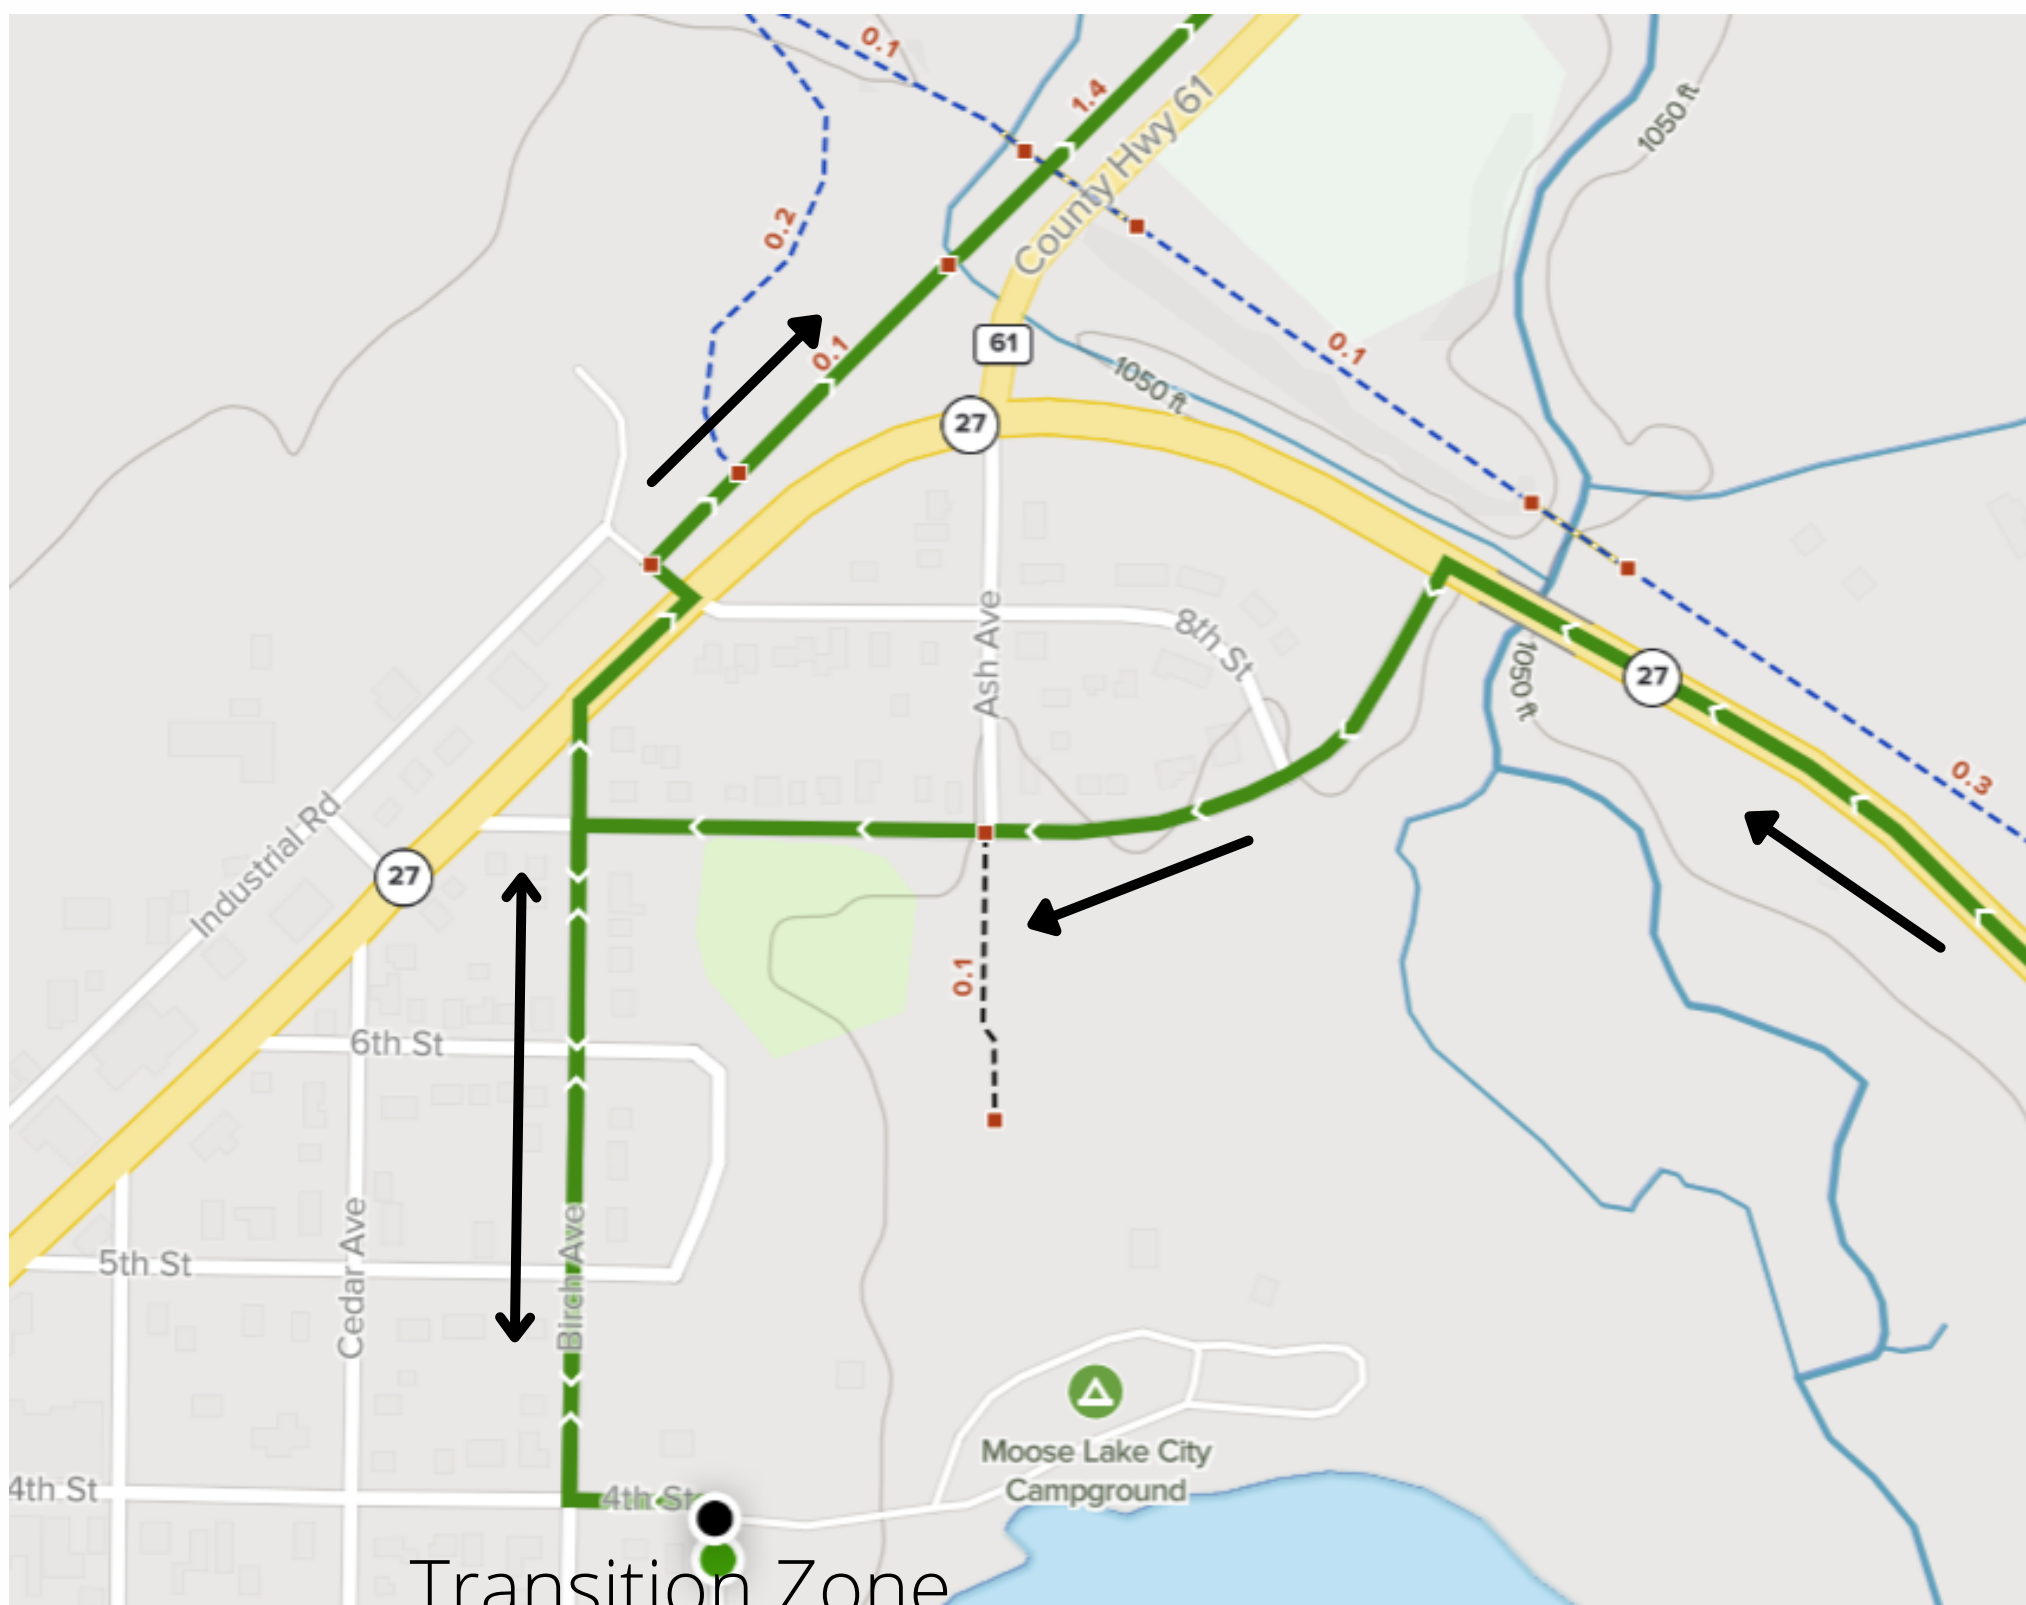 0.1
1.4
County Hwy 61
1050 ft
0.2
0.1
61
0.1
1050 ft
27
Ash Ave
8th St
1050 ft
27
0.3
Industrial Rd
27
0.1
6th St
5th St
Cedar Ave
Birch Ave
4th St
4th St
Moose Lake City
Campground
Transition Zone